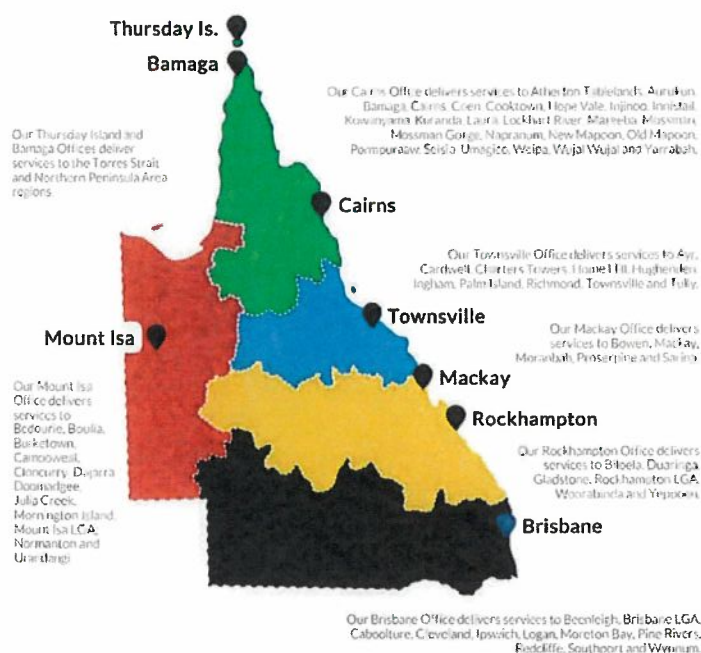 Thursday Is.
Bamaga
Our Cairns Office delivers services to Atherton Tablelands, Aurukun,
Bamaga, Cairns, Coen, Cooktown, Hope Vale, Injinoo, Innisfail,
Kowanyama, Kuranda, Laura, Lockhart River, Mareeba, Mossman,
Mossman Gorge, Napranum, New Mapoon, Old Mapoon,
Pormpuraaw, Seisia, Umagico, Weipa, Wujal Wujal and Yarrabah.
Our Thursday Island and
Bamaga Offices deliver
services to the Torres Strait
and Northern Peninsula Area
regions.
Cairns
Our Townsville Office delivers services to Ayr,
Cardwell, Charters Towers, Home Hill, Hughenden,
Ingham, Palm Island, Richmond, Townsville and Tully.
Townsville
Mount Isa
Our Mackay Office delivers
services to Bowen, Mackay,
Moranbah, Proserpine and Sarina.
Mackay
Our Mount Isa
Office delivers
services to
Bedourie, Boulia,
Burketown,
Camooweal,
Cloncurry, Dajarra
Doomadgee,
Julia Creek,
Mornington Island,
Mount Isa LGA,
Normanton and
Urandangi
Rockhampton
Our Rockhampton Office delivers
services to Biloela, Duaringa,
Gladstone, Rockhampton LGA,
Woorabinda and Yeppoon.
Brisbane
Our Brisbane Office delivers services to Beenleigh, Brisbane LGA,
Caboolture, Cleveland, Ipswich, Logan, Moreton Bay, Pine Rivers,
Redcliffe, Southport and Wynnum.